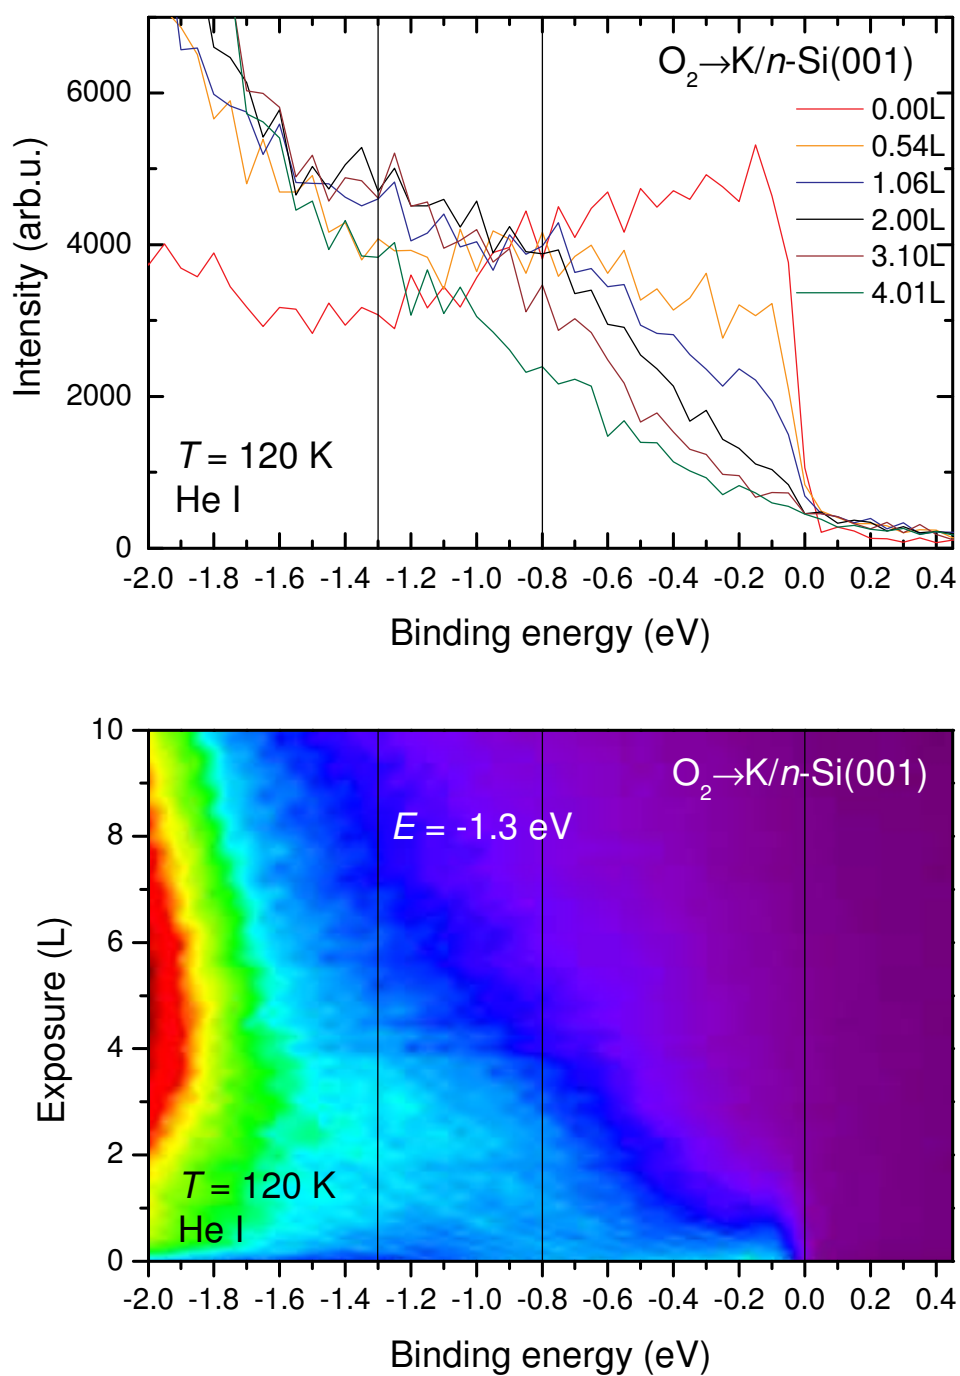 O₂→K/n-Si(001)
0.00L
0.54L
1.06L
2.00L
3.10L
4.01L
6000
4000
2000
0
Intensity (arb.u.)
T = 120 K
He I
-2.0 -1.8 -1.6 -1.4 -1.2 -1.0 -0.8 -0.6 -0.4 -0.2 0.0 0.2 0.4
Binding energy (eV)
10
8
6
4
2
0
Exposure (L)
O₂→K/n-Si(001)
E = -1.3 eV
T = 120 K
He I
-2.0 -1.8 -1.6 -1.4 -1.2 -1.0 -0.8 -0.6 -0.4 -0.2 0.0 0.2 0.4
Binding energy (eV)